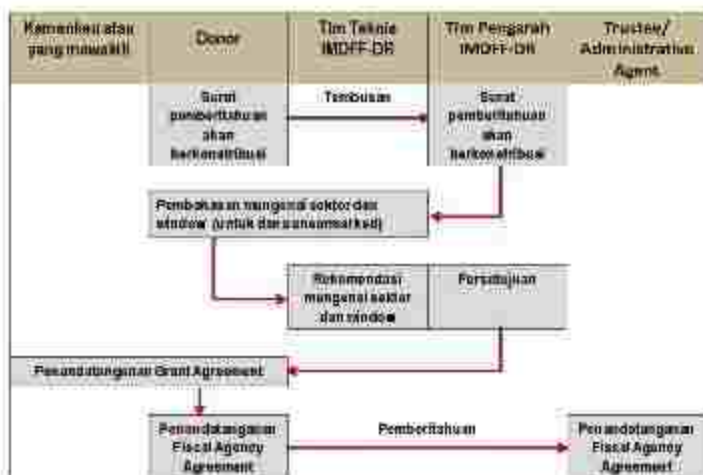 Kemenkeu atau
yang mewakili
Donor
Tim Teknis
IMDFF-DR
Tim Pengarah
IMDFF-DR
Trustee/
Administrative
Agent
Surat
pemberitahuan
akan
berkontribusi
Tembusan
Surat
pemberitahuan
akan
berkontribusi
Pembahasan mengenai sektor dan
window (untuk dana unearmarked)
Rekomendasi
mengenai sektor
dan window
Persetujuan
Penandatanganan Grant Agreement
Penandatanganan
Fiscal Agency
Agreement
Pemberitahuan
Penandatanganan
Fiscal Agency
Agreement